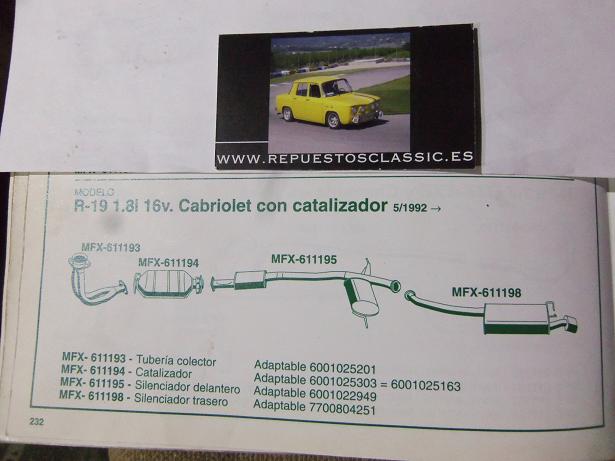 WWW.REPUESTOSCLASSIC.ES
MODELO
R-19 1.8i 16v. Cabriolet con catalizador 5/1992 →
MFX-611193
MFX-611194
MFX-611195
MFX-611198
MFX- 611193 - Tubería colector Adaptable 6001025201
MFX- 611194 - Catalizador Adaptable 6001025303 = 6001025163
MFX- 611195 - Silenciador delantero Adaptable 6001022949
MFX- 611198 - Silenciador trasero Adaptable 7700804251
232